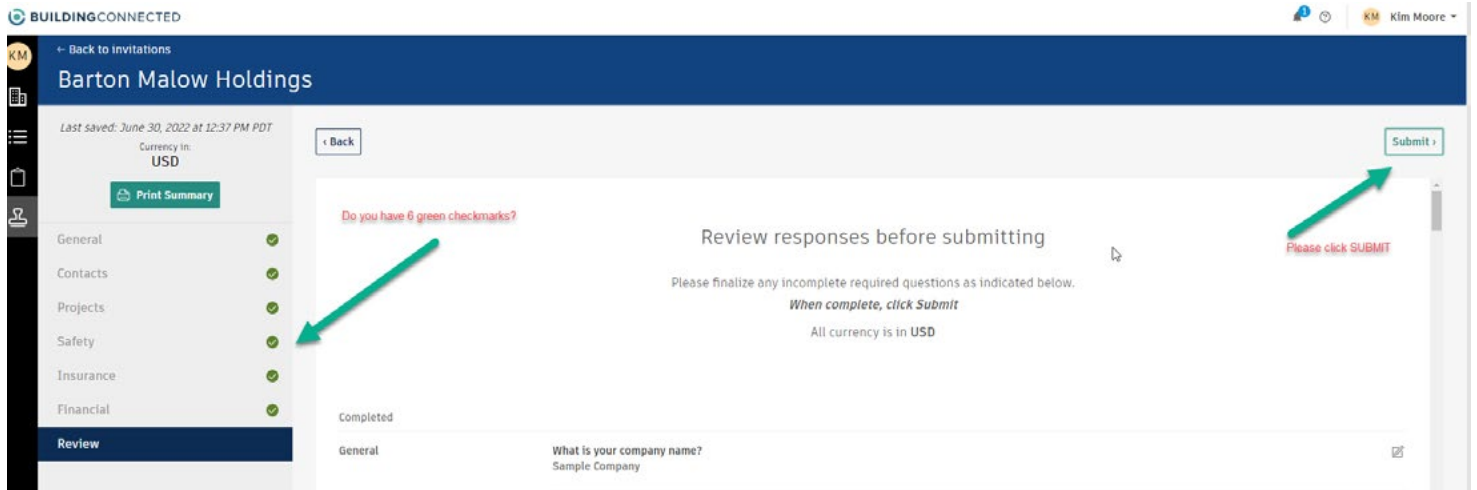 BUILDINGCONNECTED
1
KM Kim Moore
KM
← Back to invitations
Barton Malow Holdings
Last saved: June 30, 2022 at 12:37 PM PDT
Currency in:
USD
Print Summary
General
Contacts
Projects
Safety
Insurance
Financial
Review
‹ Back
Submit ›
Do you have 6 green checkmarks?
Please click SUBMIT
Review responses before submitting
Please finalize any incomplete required questions as indicated below.
When complete, click Submit
All currency is in USD
Completed
General
What is your company name?
Sample Company